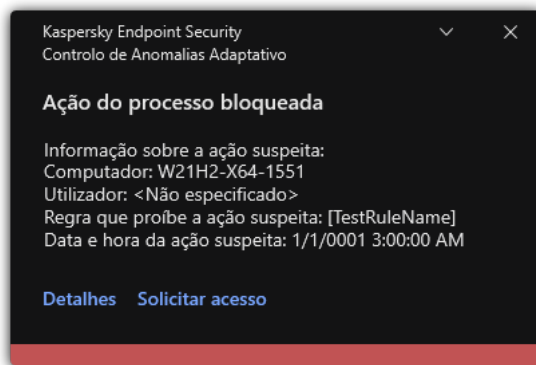 Kaspersky Endpoint Security
Controlo de Anomalias Adaptativo
Ação do processo bloqueada
Informação sobre a ação suspeita:
Computador: W21H2-X64-1551
Utilizador: <Não especificado>
Regra que proíbe a ação suspeita: [TestRuleName]
Data e hora da ação suspeita: 1/1/0001 3:00:00 AM
Detalhes Solicitar acesso